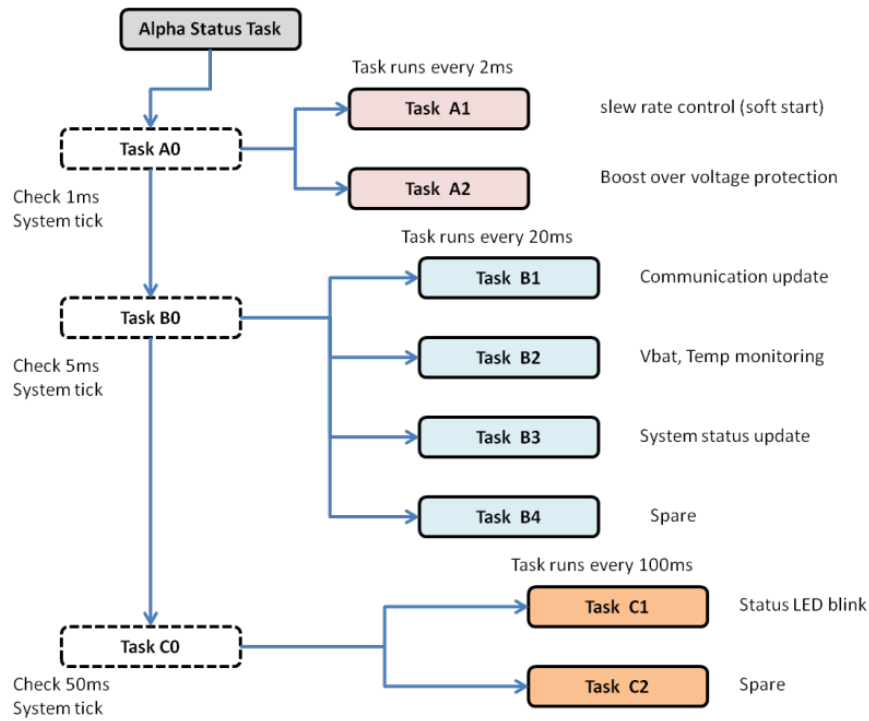 Alpha Status Task
Task runs every 2ms
Task A1
slew rate control (soft start)
Task A0
Task A2
Boost over voltage protection
Check 1ms
System tick
Task runs every 20ms
Task B1
Communication update
Task B0
Task B2
Vbat, Temp monitoring
Check 5ms
System tick
Task B3
System status update
Task B4
Spare
Task runs every 100ms
Task C1
Status LED blink
Task C0
Task C2
Spare
Check 50ms
System tick